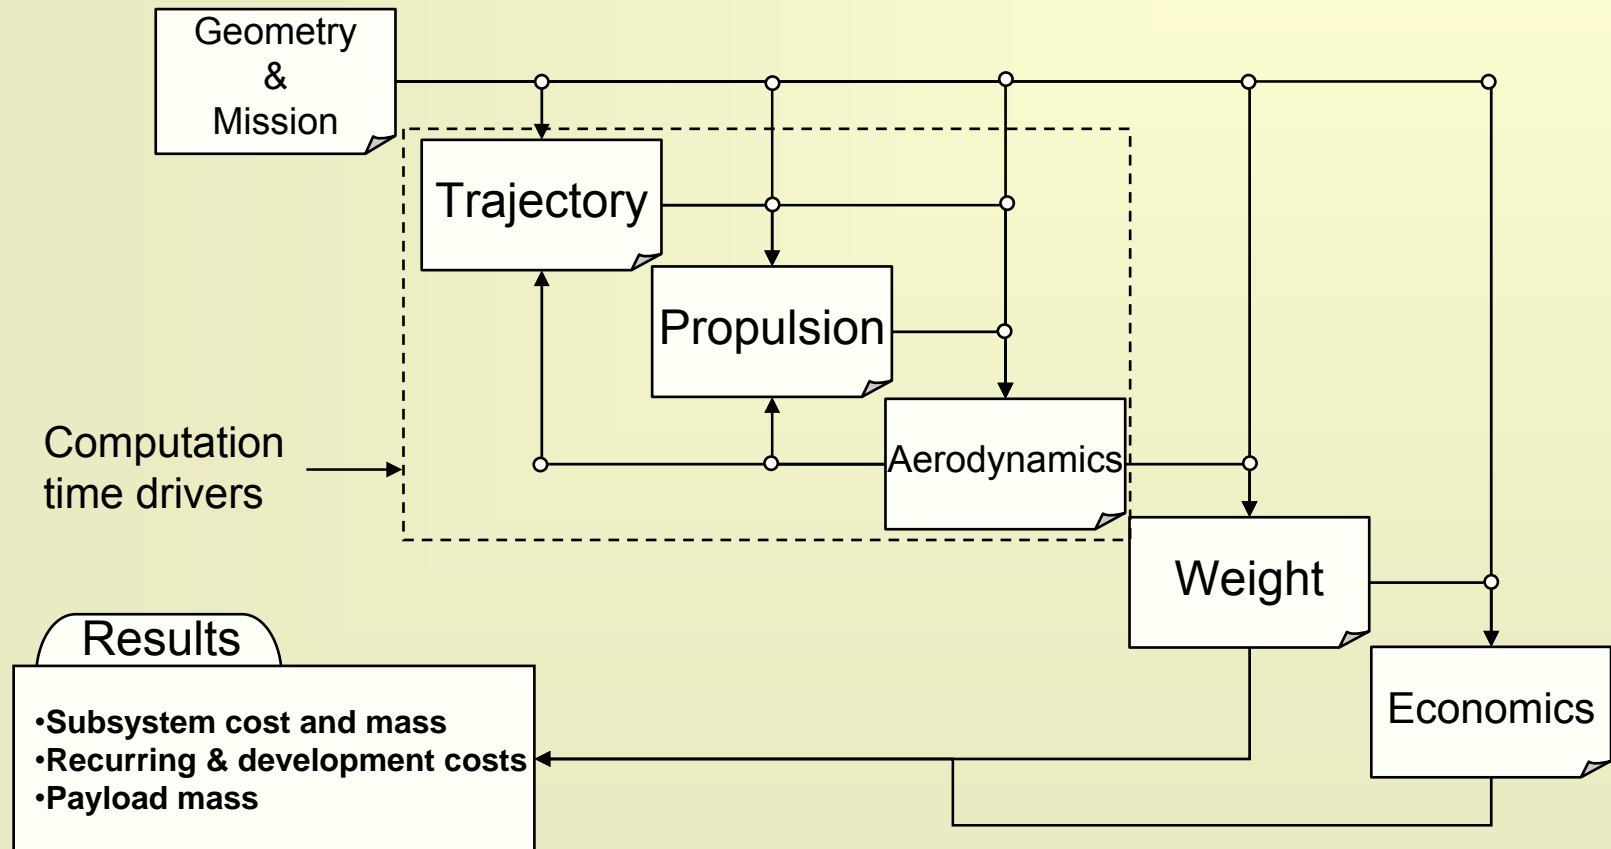 Geometry
&
Mission
Trajectory
Propulsion
Computation
time drivers
Aerodynamics
Weight
Results
•Subsystem cost and mass
•Recurring & development costs
•Payload mass
Economics